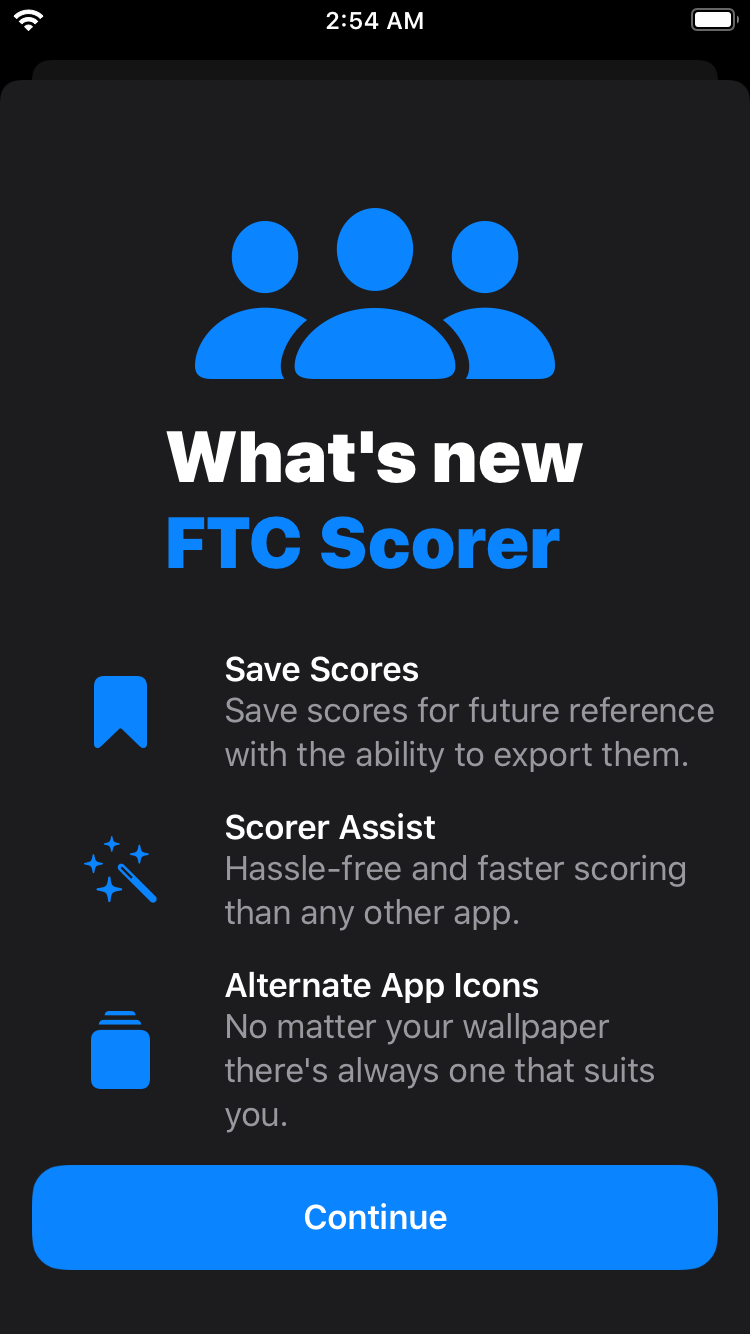 2:54 AM
What's new
FTC Scorer
Save Scores
Save scores for future reference
with the ability to export them.
Scorer Assist
Hassle-free and faster scoring
than any other app.
Alternate App Icons
No matter your wallpaper
there's always one that suits
you.
Continue